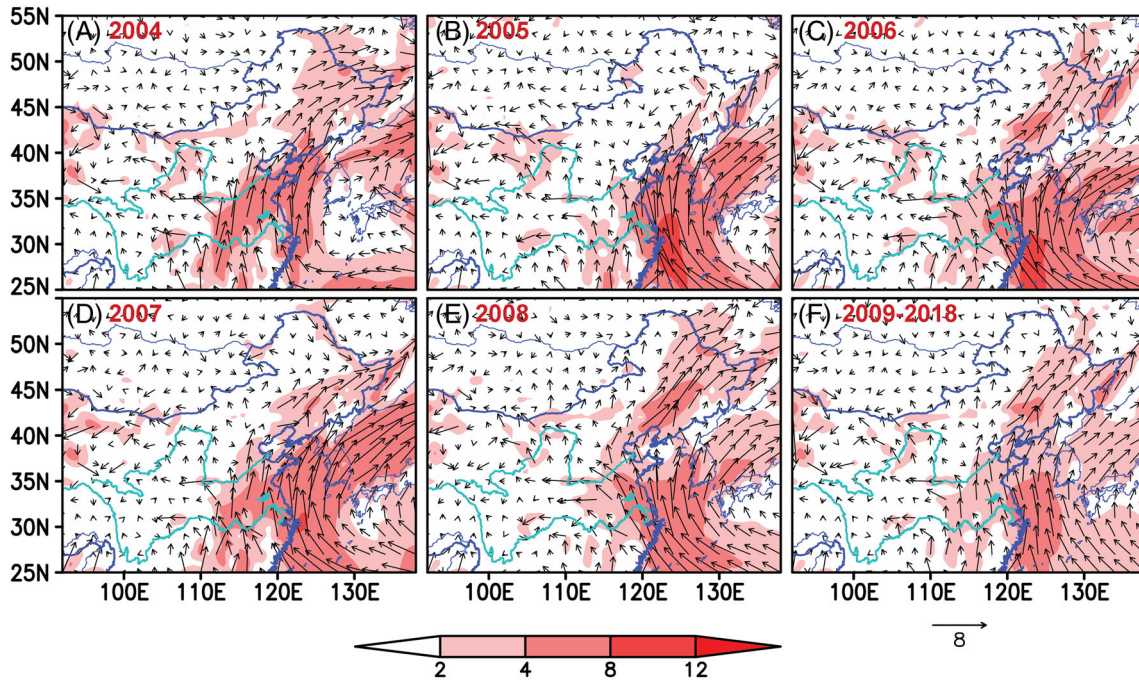 (A) 2004 (B) 2005 (C) 2006
55N
50N
45N
40N
35N
30N
25N
(D) 2007 (E) 2008 (F) 2009-2018
50N
45N
40N
35N
30N
25N
100E 110E 120E 130E 100E 110E 120E 130E 100E 110E 120E 130E
8
2 4 8 12